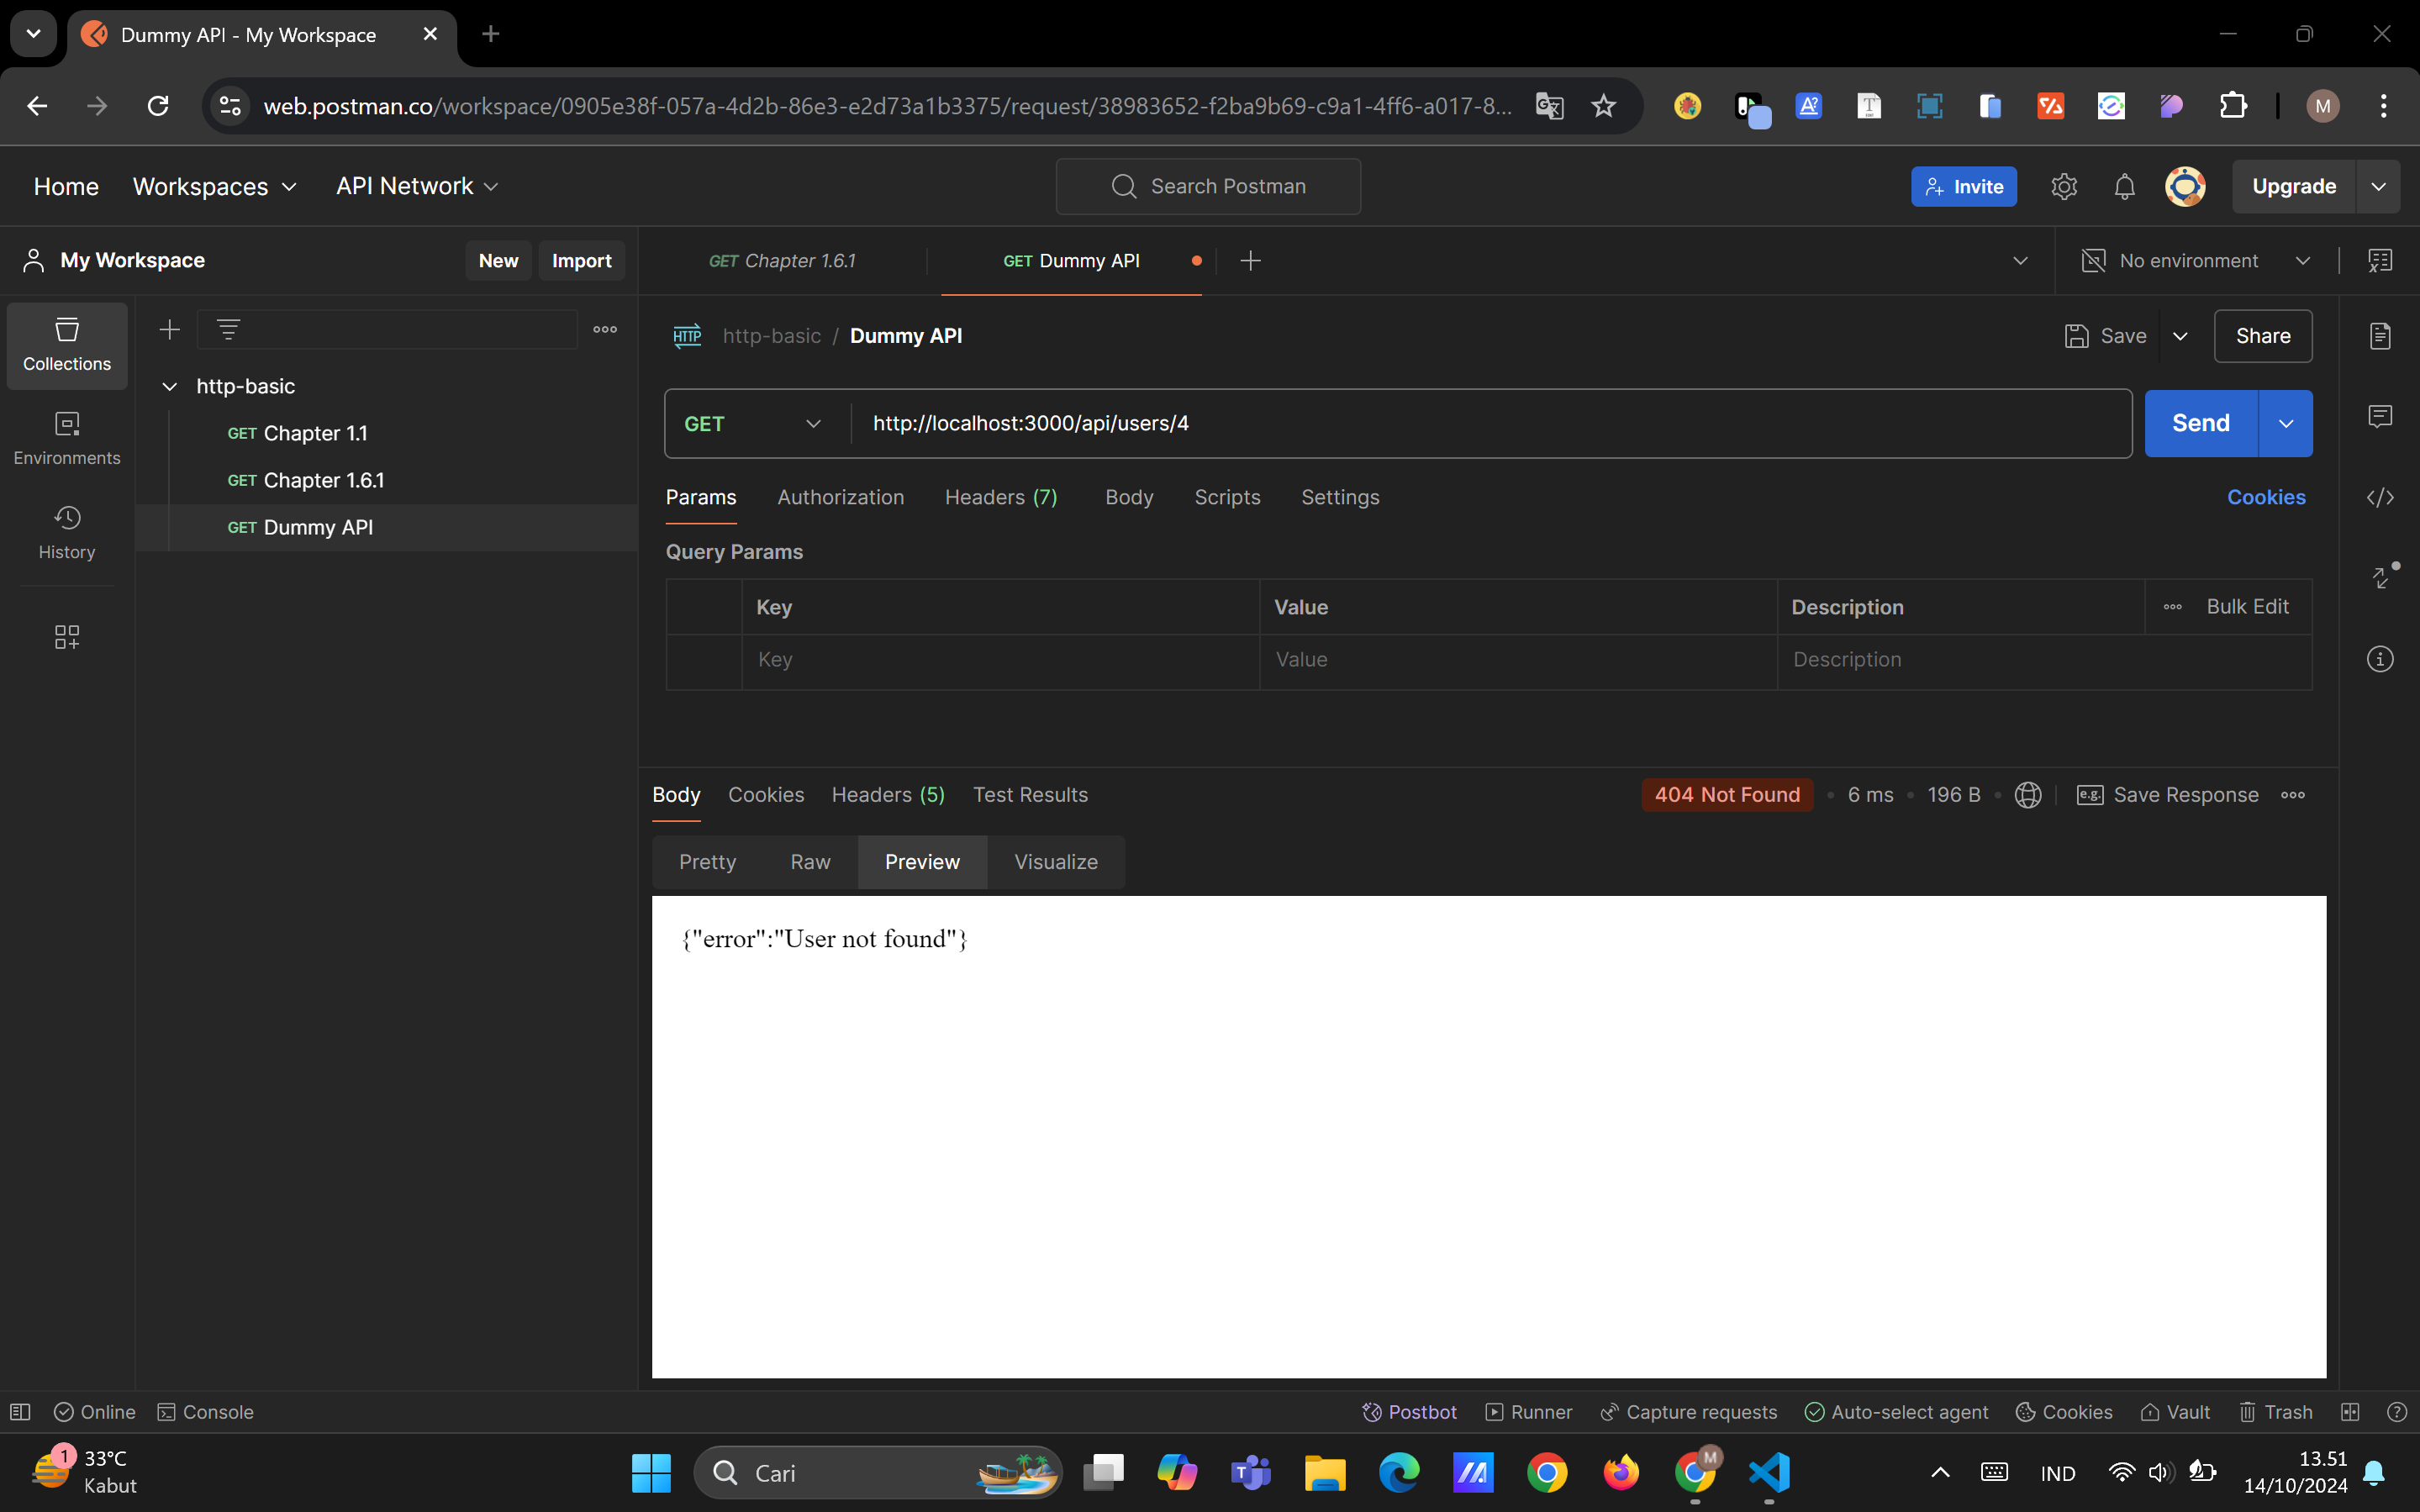 Dummy API - My Workspace
web.postman.co/workspace/0905e38f-057a-4d2b-86e3-e2d73a1b3375/request/38983652-f2ba9b69-c9a1-4ff6-a017-8...
M
Home Workspaces API Network Search Postman Invite Upgrade
My Workspace New Import GET Chapter 1.6.1 GET Dummy API No environment
Collections
Environments
History
http-basic
GET Chapter 1.1
GET Chapter 1.6.1
GET Dummy API
HTTP http-basic / Dummy API Save Share
GET http://localhost:3000/api/users/4 Send
Params Authorization Headers (7) Body Scripts Settings Cookies
Query Params
Key Value Description Bulk Edit
Key Value Description
Body Cookies Headers (5) Test Results 404 Not Found 6 ms 196 B e.g. Save Response
Pretty Raw Preview Visualize
{"error":"User not found"}
Online Console Postbot Runner Capture requests Auto-select agent Cookies Vault Trash
1 33°C
Kabut
Cari
M
IND
13.51
14/10/2024